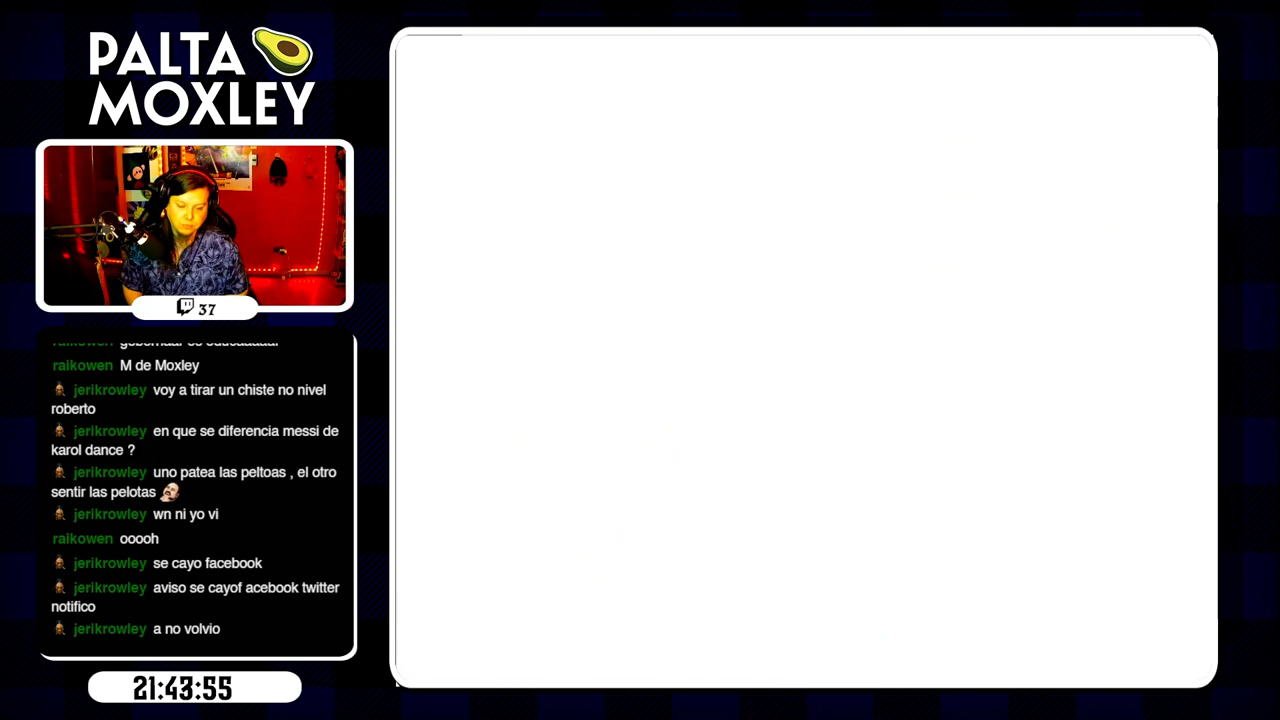 PALTA
MOXLEY
37
raikowen
raikowen M de Moxley
jerikrowley voy a tirar un chiste no nivel
roberto
jerikrowley en que se diferencia messi de
karol dance ?
jerikrowley uno patea las peltoas , el otro
sentir las pelotas
jerikrowley wn ni yo vi
raikowen ooooh
jerikrowley se cayo facebook
jerikrowley aviso se cayof acebook twitter
notifico
jerikrowley a no volvio
21:43:55